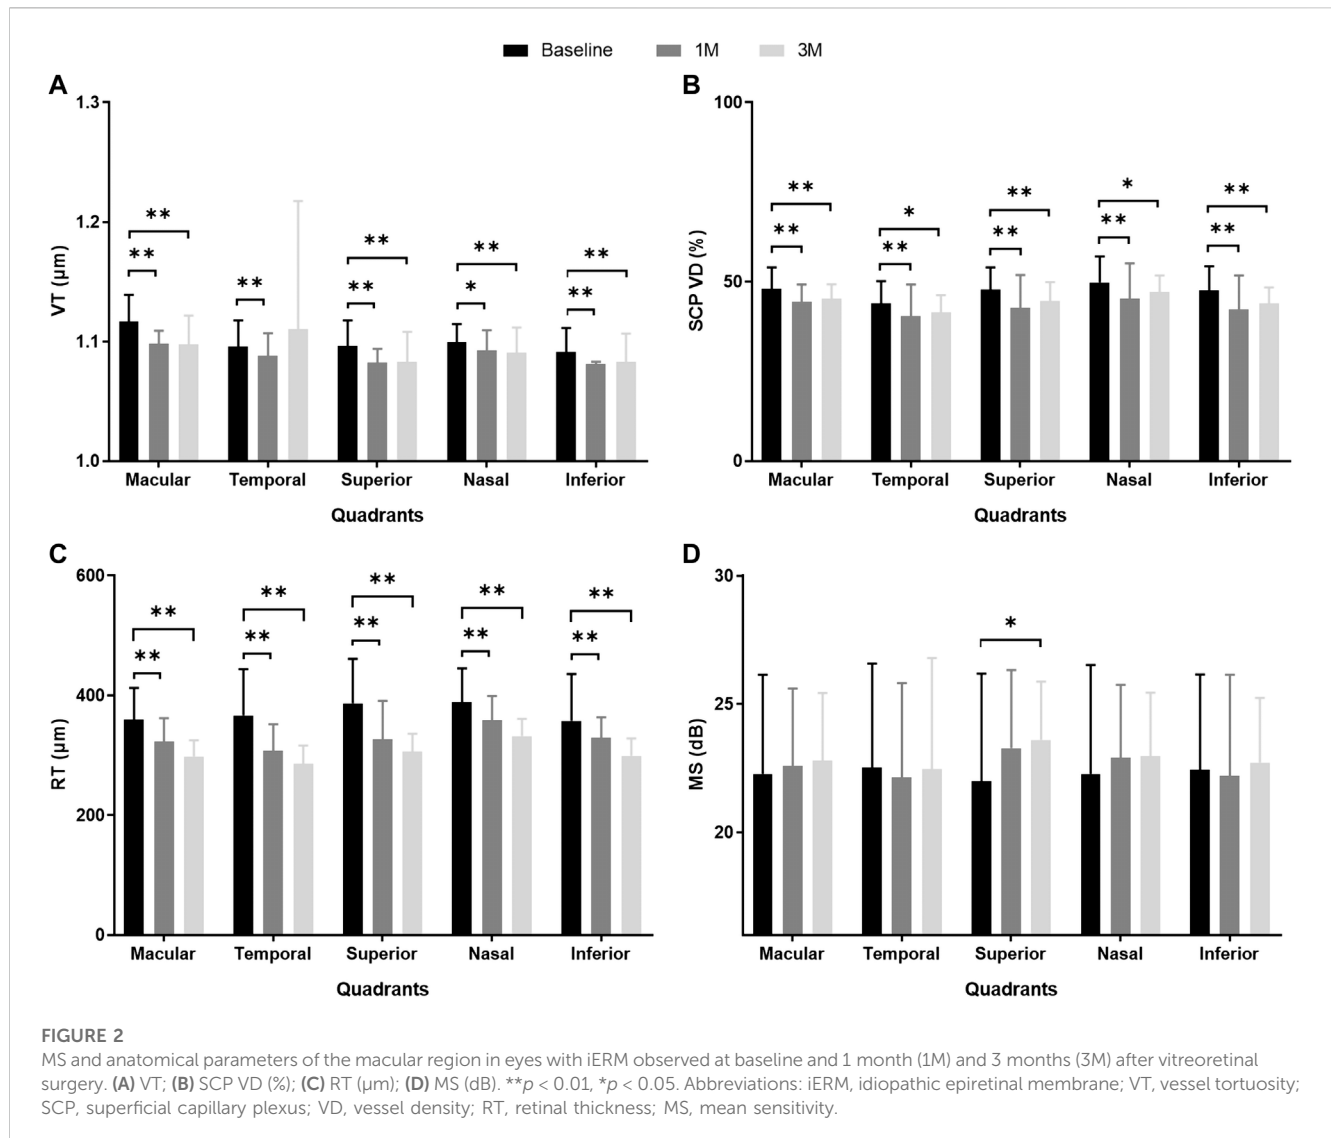 Baseline 1M 3M
A
1.3
1.2
1.1
1.0
VT (µm)
** ** ** ** ** * ** ** **
Macular Temporal Superior Nasal Inferior
Quadrants
B
100
50
0
SCP VD (%)
** ** * ** ** ** * ** ** **
Macular Temporal Superior Nasal Inferior
Quadrants
C
600
400
200
0
RT (µm)
** ** ** ** ** ** ** ** ** **
Macular Temporal Superior Nasal Inferior
Quadrants
D
30
25
20
MS (dB)
*
Macular Temporal Superior Nasal Inferior
Quadrants
FIGURE 2
MS and anatomical parameters of the macular region in eyes with iERM observed at baseline and 1 month (1M) and 3 months (3M) after vitreoretinal
surgery. (A) VT; (B) SCP VD (%); (C) RT (µm); (D) MS (dB). **p < 0.01, *p < 0.05. Abbreviations: iERM, idiopathic epiretinal membrane; VT, vessel tortuosity;
SCP, superficial capillary plexus; VD, vessel density; RT, retinal thickness; MS, mean sensitivity.